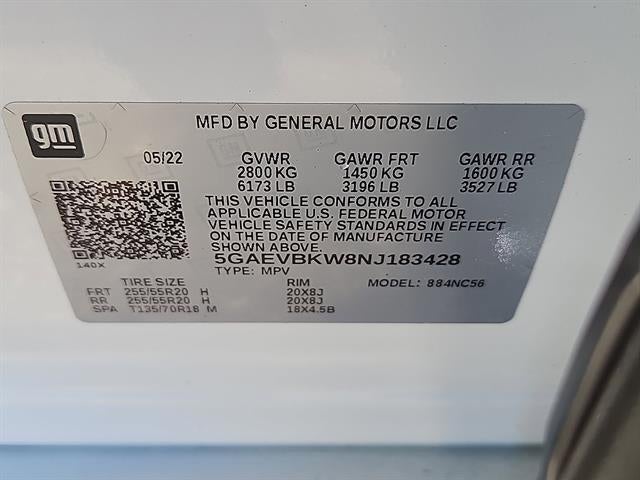 gm
MFD BY GENERAL MOTORS LLC
05/22 GVWR GAWR FRT GAWR RR
2800 KG 1450 KG 1600 KG
6173 LB 3196 LB 3527 LB
THIS VEHICLE CONFORMS TO ALL
APPLICABLE U.S. FEDERAL MOTOR
VEHICLE SAFETY STANDARDS IN EFFECT
ON THE DATE OF MANUFACTURE
SHOWN ABOVE.
140X 5GAEVBKW8NJ183428
TYPE: MPV MODEL: 884NC56
TIRE SIZE RIM
FRT 255/55R20 H 20X8J
RR 255/55R20 H 20X8J
SPA T135/70R18 M 18X4.5B